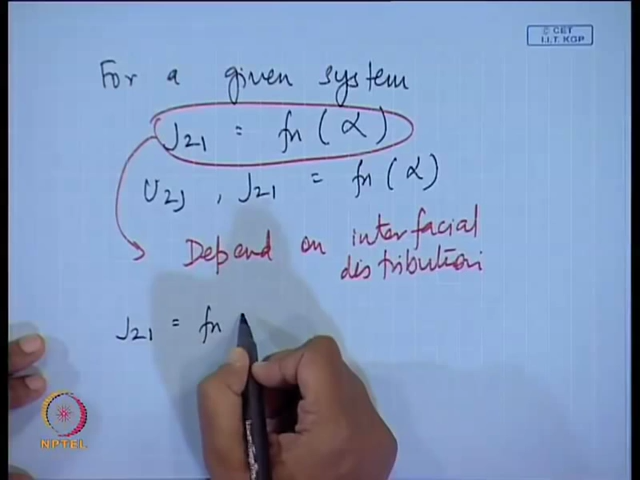 © CET
I.I.T. KGP
For a given system
J21 = fn (α)
U2J , J21 = fn (α)
Depend on interfacial
distribution
J21 = fn
NPTEL